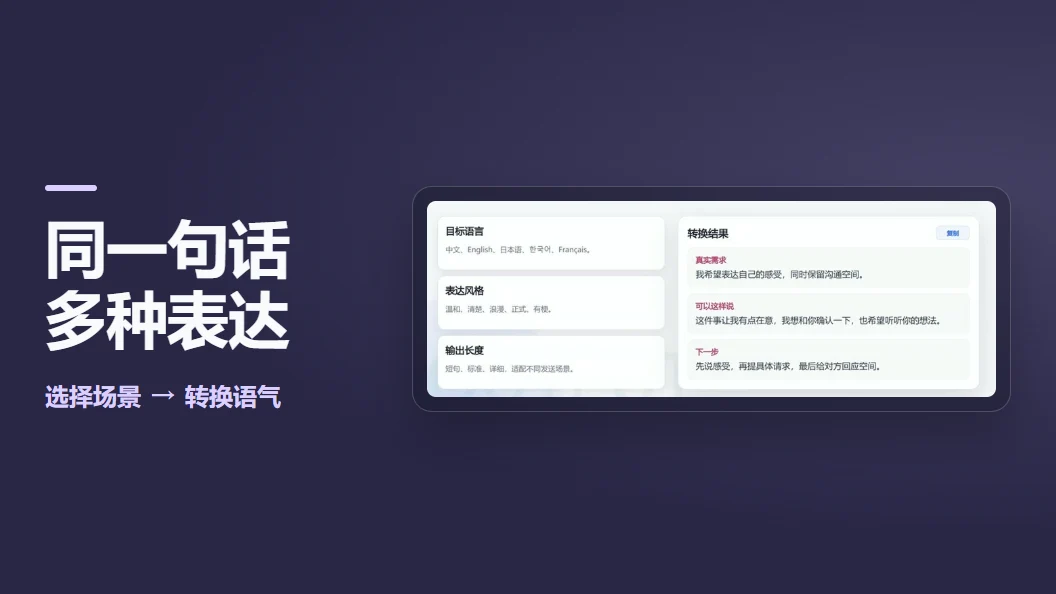 同一句话
多种表达
选择场景 → 转换语气
目标语言
中文、English、日本語、한국어、Français。
表达风格
温和、清楚、浪漫、正式、有梗。
输出长度
短句、标准、详细，适配不同发送场景。
转换结果
复制
真实需求
我希望表达自己的感受，同时保留沟通空间。
可以这样说
这件事让我有点在意，我想和你确认一下，也希望听听你的想法。
下一步
先说感受，再提具体请求，最后给对方回应空间。